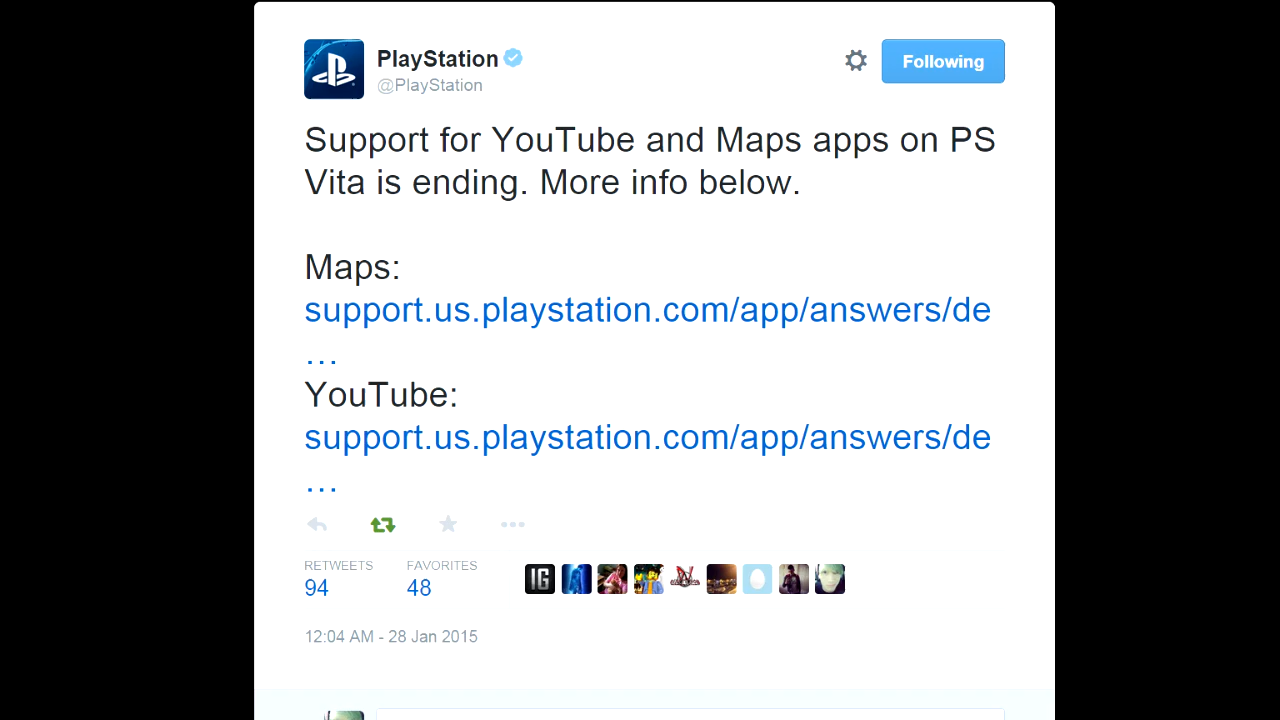 PlayStation
@PlayStation
Following
Support for YouTube and Maps apps on PS
Vita is ending. More info below.
Maps:
support.us.playstation.com/app/answers/de
…
YouTube:
support.us.playstation.com/app/answers/de
…
RETWEETS FAVORITES
94 48
IG
12:04 AM - 28 Jan 2015